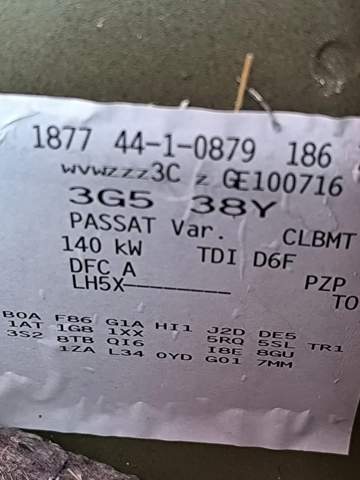 1877 44-1-0879 186
WVWZZZ3C Z GE100716
3G5 38Y
PASSAT Var. CLBMT
140 kW TDI D6F
DFC A PZP
LH5X TO
B0A F86 G1A HI1 J2D DE5
1AT 1G8 1XX 5RQ 5SL TR1
3S2 8TB QI6 I8E 8GU
1ZA L34 0YD G01 7MM